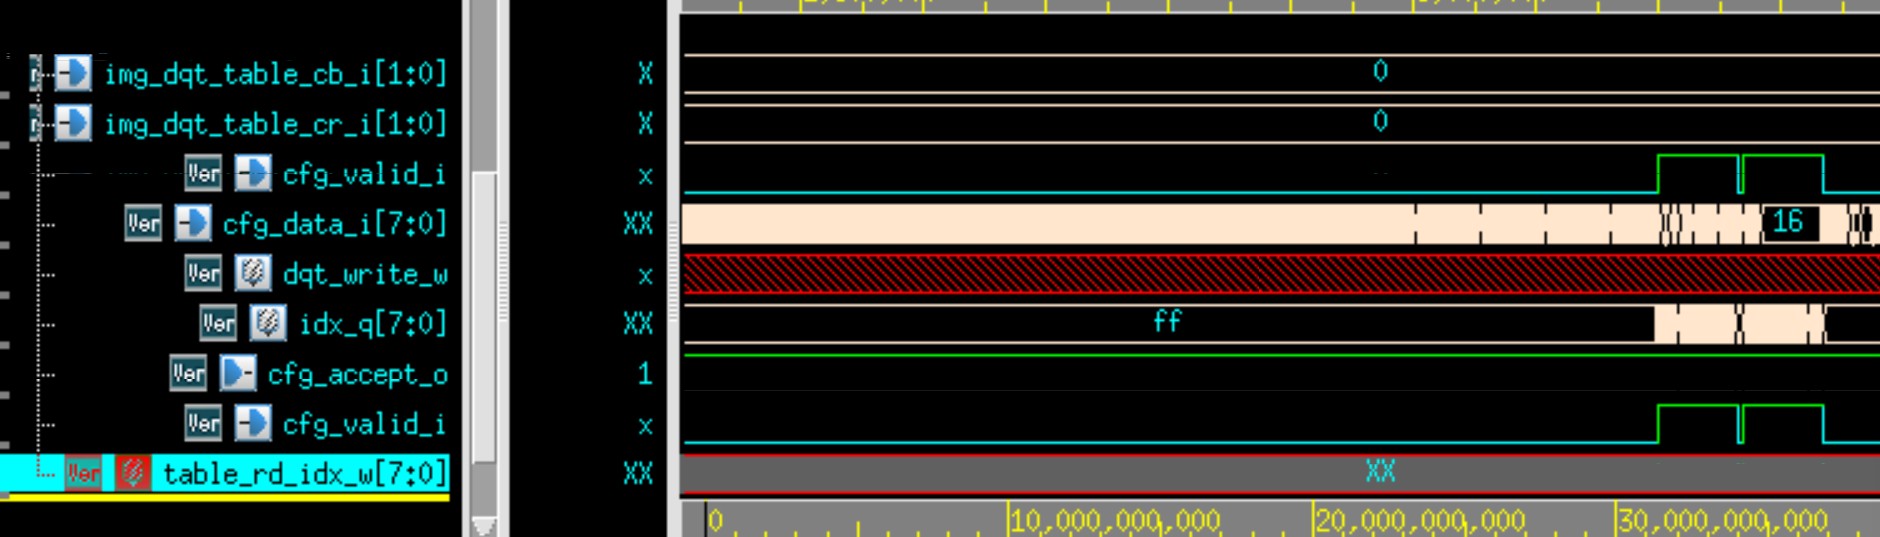 img_dqt_table_cb_i[1:0] X 0
img_dqt_table_cr_i[1:0] X 0
Ver cfg_valid_i x
Ver cfg_data_i[7:0] XX 16
Ver dqt_write_w x
Ver idx_q[7:0] XX ff
Ver cfg_accept_o 1
Ver cfg_valid_i x
Ver table_rd_idx_w[7:0] XX XX
0 10,000,000,000 20,000,000,000 30,000,000,000